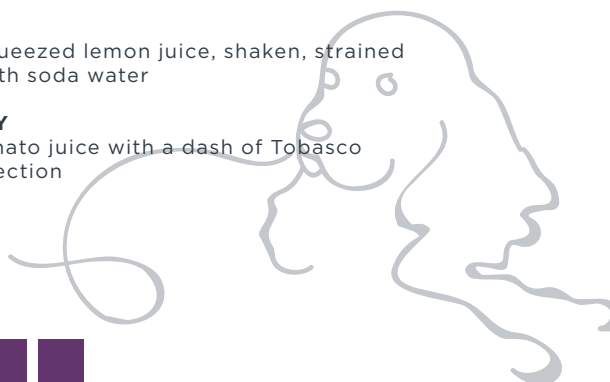 ueezed lemon juice, shaken, strained
th soda water
Y
nato juice with a dash of Tobasco
ection